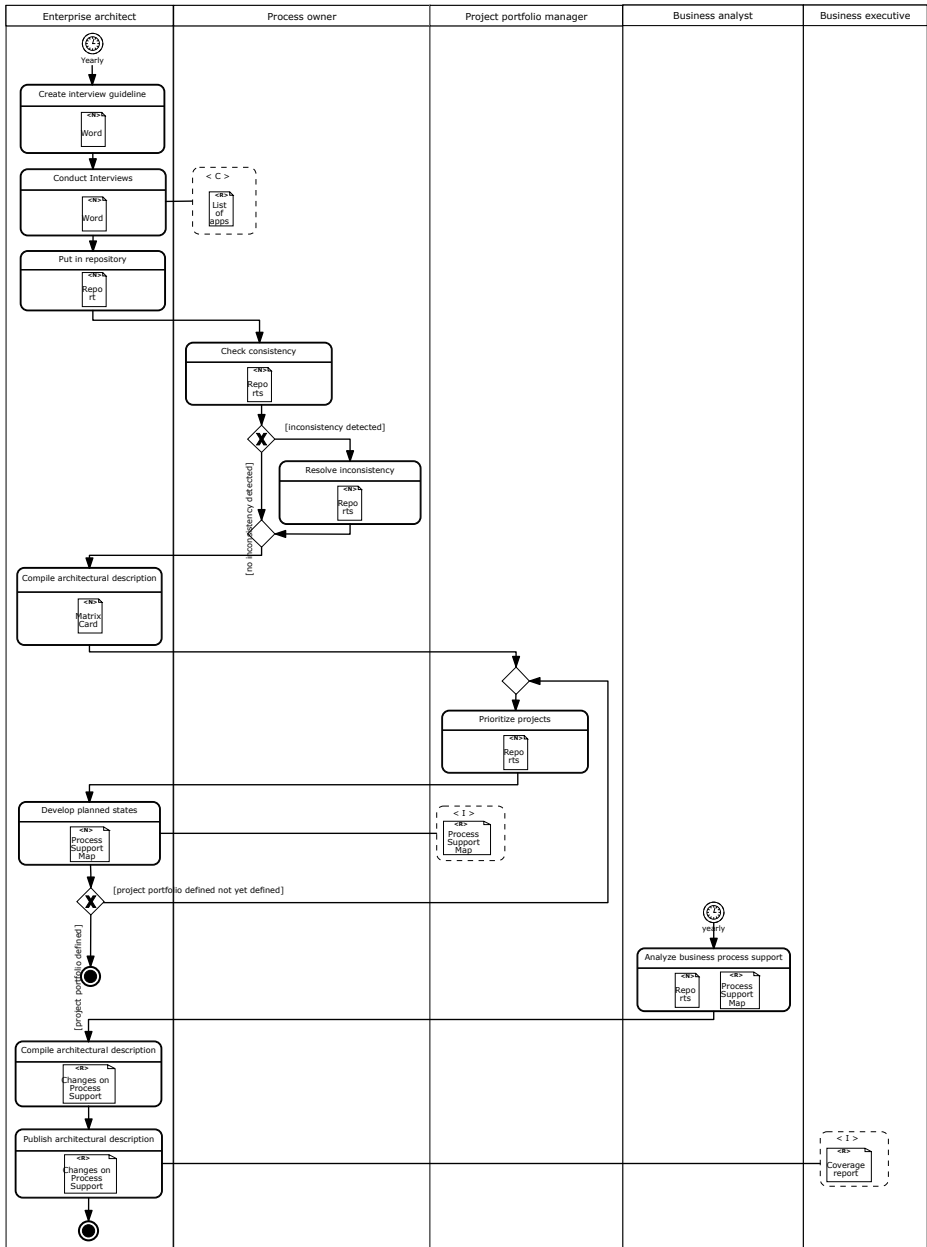 Enterprise architect
Process owner
Project portfolio manager
Business analyst
Business executive
Yearly
Create interview guideline
<N>
Word
Conduct Interviews
<N>
Word
< C >
<R>
List
of
apps
Put in repository
<N>
Repo
rt
Check consistency
<N>
Repo
rts
X
[inconsistency detected]
[no inconsistency detected]
Resolve inconsistency
<N>
Repo
rts
Compile architectural description
<N>
Matrix
Card
Prioritize projects
<N>
Repo
rts
Develop planned states
<N>
Process
Support
Map
< I >
<R>
Process
Support
Map
X
[project portfolio defined not yet defined]
[project portfolio defined]
yearly
Analyze business process support
<N>
Repo
rts
<R>
Process
Support
Map
Compile architectural description
<R>
Changes on
Process
Support
Publish architectural description
<R>
Changes on
Process
Support
< I >
<R>
Coverage
report